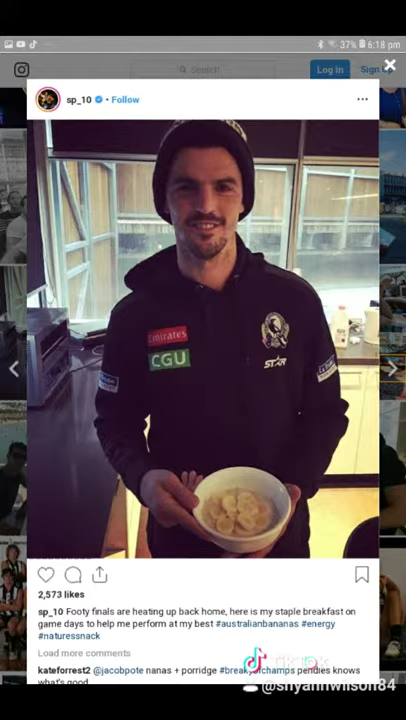 37% 6:18 pm
Search
Log In
Sign
sp_10 • Follow
Emirates
CGU
STAR
2,573 likes
sp_10 Footy finals are heating up back home, here is my staple breakfast on
game days to help me perform at my best #australianbananas #energy
#naturessnack
Load more comments
kateforrest2 @jacobpote nanas + porridge pendles knows
what's good
@shyannwilson84